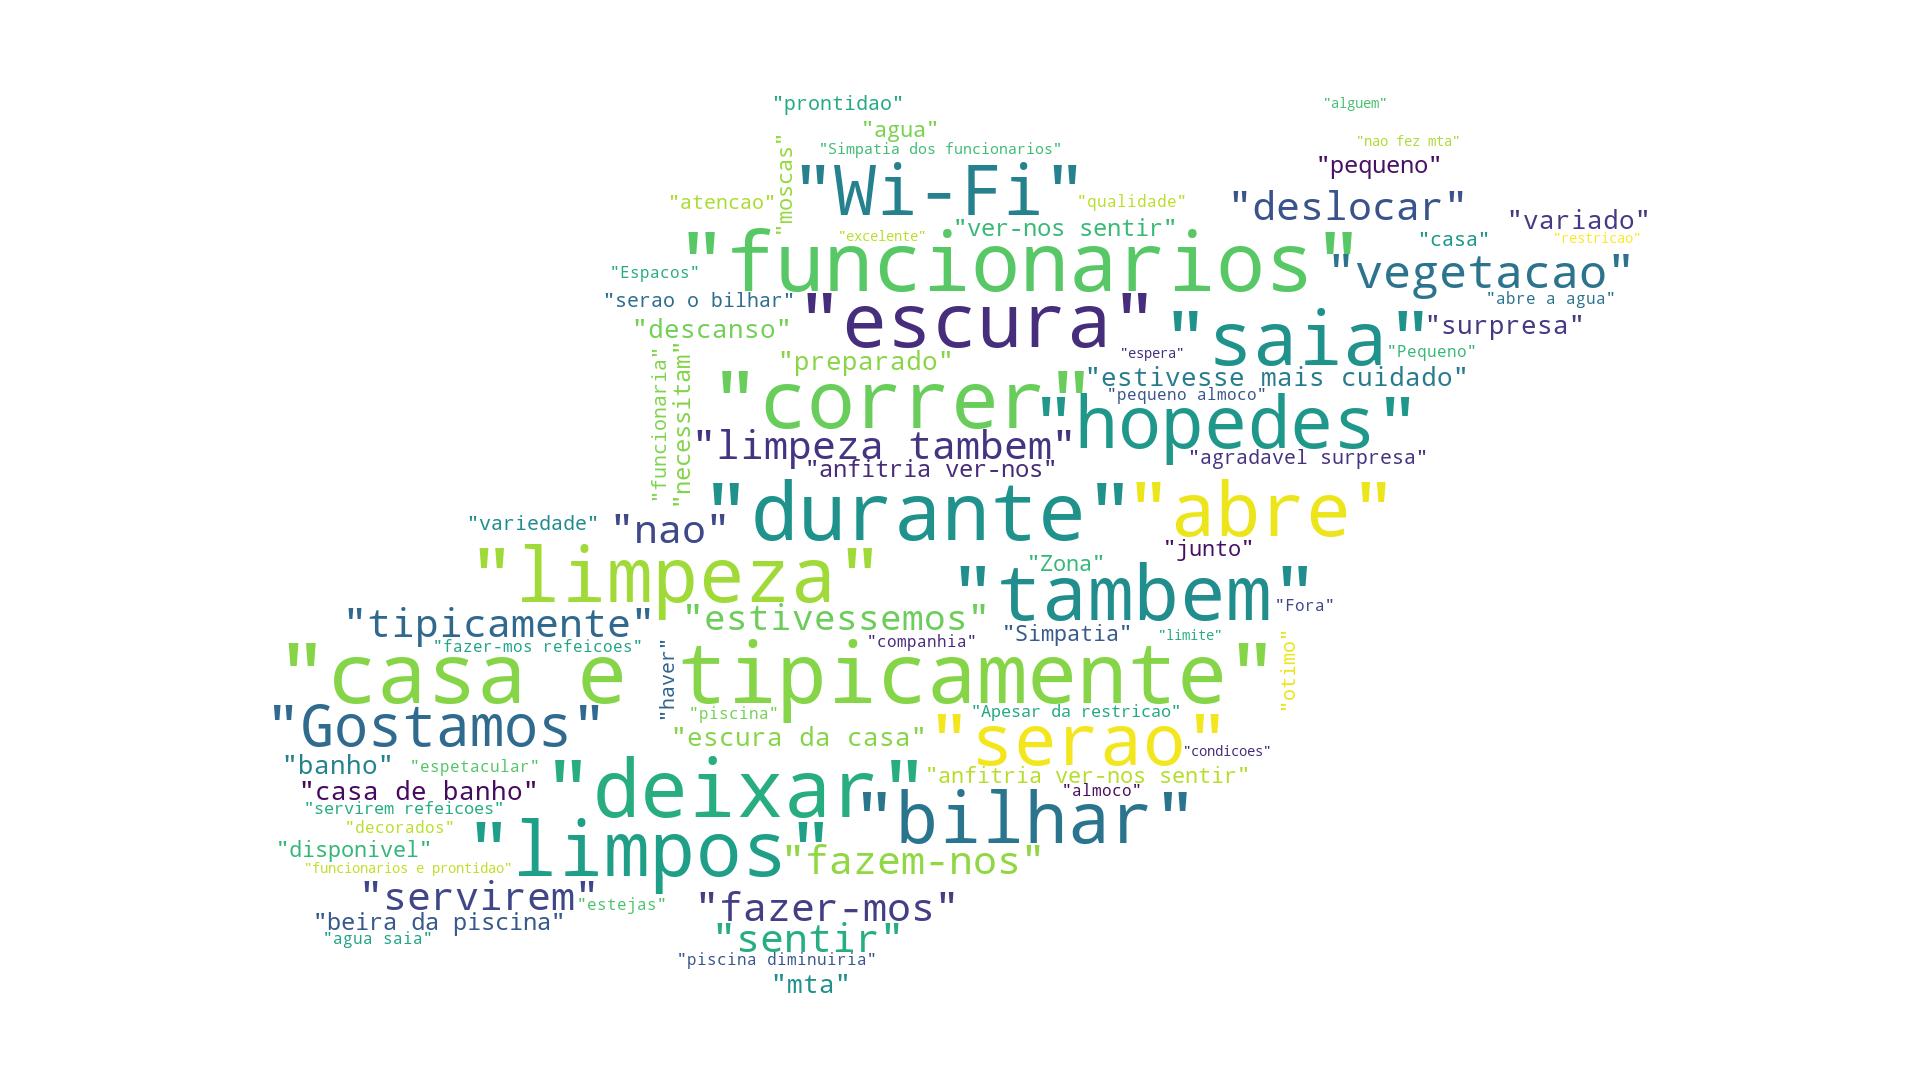 "prontidao"
"alguem"
"agua"
"nao fez mta"
"Simpatia dos funcionarios"
"pequeno"
"moscas"
"Wi-Fi"
"atencao"
"qualidade"
"deslocar"
"variado"
"ver-nos sentir"
"excelente"
"casa"
"restricao"
"funcionarios"
"Espacos"
"vegetacao"
"serao o bilhar"
"abre a agua"
"escura"
"descanso"
"saia"
"surpresa"
"espera"
"Pequeno"
"preparado"
"estivesse mais cuidado"
"funcionaria"
"necessitam"
"correr"
"pequeno almoco"
"hopedes"
"limpeza tambem"
"anfitria ver-nos"
"agradavel surpresa"
"durante"
"abre"
"variedade"
"nao"
"junto"
"Zona"
"limpeza"
"tambem"
"Fora"
"tipicamente"
"estivessemos"
"Simpatia"
"limite"
"companhia"
"fazer-mos refeicoes"
"casa e tipicamente"
"haver"
"otimo"
"Gostamos"
"piscina"
"Apesar da restricao"
"escura da casa"
"serao"
"condicoes"
"banho"
"espetacular"
"anfitria ver-nos sentir"
"casa de banho"
"deixar"
"almoco"
"servirem refeicoes"
"bilhar"
"decorados"
"disponivel"
"limpos"
"fazem-nos"
"funcionarios e prontidao"
"servirem"
"estejas"
"fazer-mos"
"beira da piscina"
"agua saia"
"sentir"
"piscina diminuiria"
"mta"